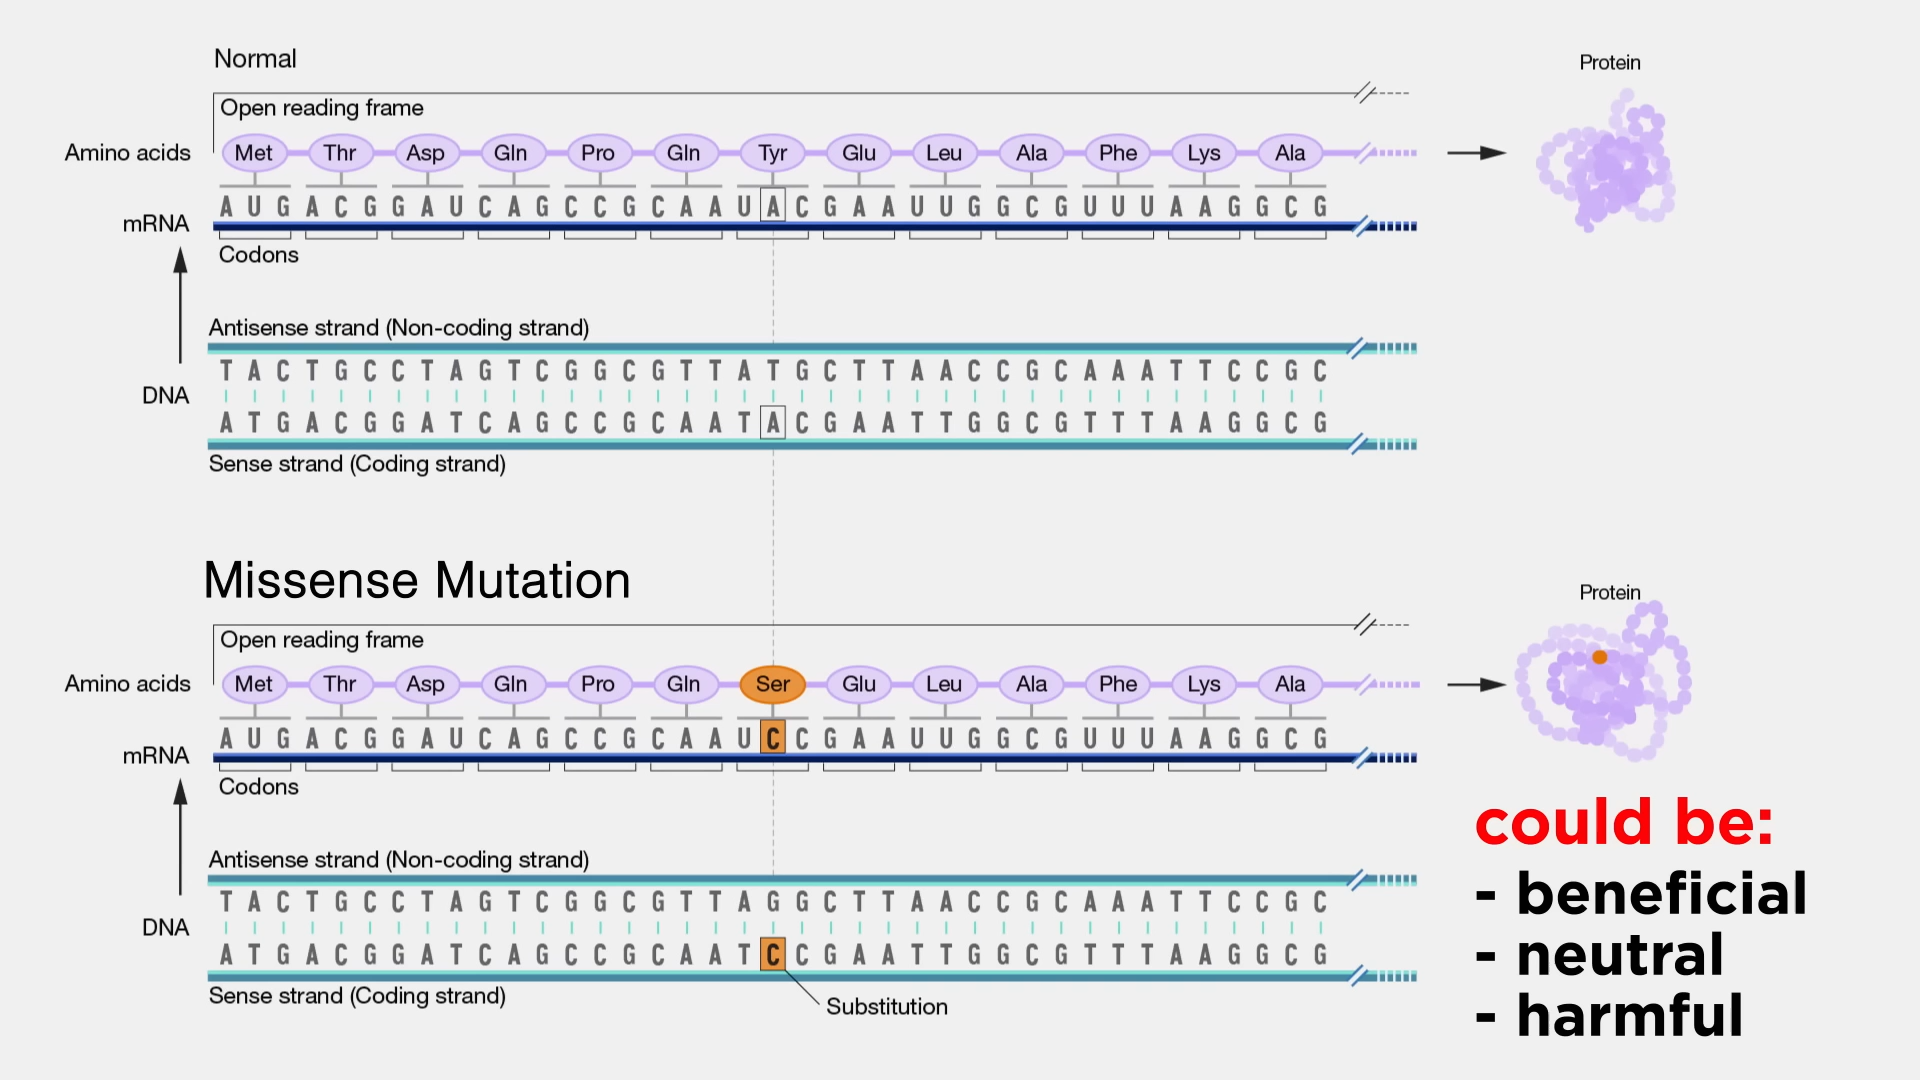 Normal
Protein
Open reading frame
Amino acids Met Thr Asp Gln Pro Gln Tyr Glu Leu Ala Phe Lys Ala
A U G A C G G A U C A G C C G C A A U A C G A A U U G G C G U U U A A G G C G
mRNA
Codons
Antisense strand (Non-coding strand)
T A C T G C C T A G T C G G C G T T A T G C T T A A C C G C A A A T T C C G C
DNA
A T G A C G G A T C A G C C G C A A T A C G A A T T G G C G T T T A A G G C G
Sense strand (Coding strand)
Missense Mutation
Protein
Open reading frame
Amino acids Met Thr Asp Gln Pro Gln Ser Glu Leu Ala Phe Lys Ala
A U G A C G G A U C A G C C G C A A U C C G A A U U G G C G U U U A A G G C G
mRNA
Codons
could be:
- beneficial
- neutral
- harmful
Antisense strand (Non-coding strand)
T A C T G C C T A G T C G G C G T T A G G C T T A A C C G C A A A T T C C G C
DNA
A T G A C G G A T C A G C C G C A A T C C G A A T T G G C G T T T A A G G C G
Sense strand (Coding strand)
Substitution